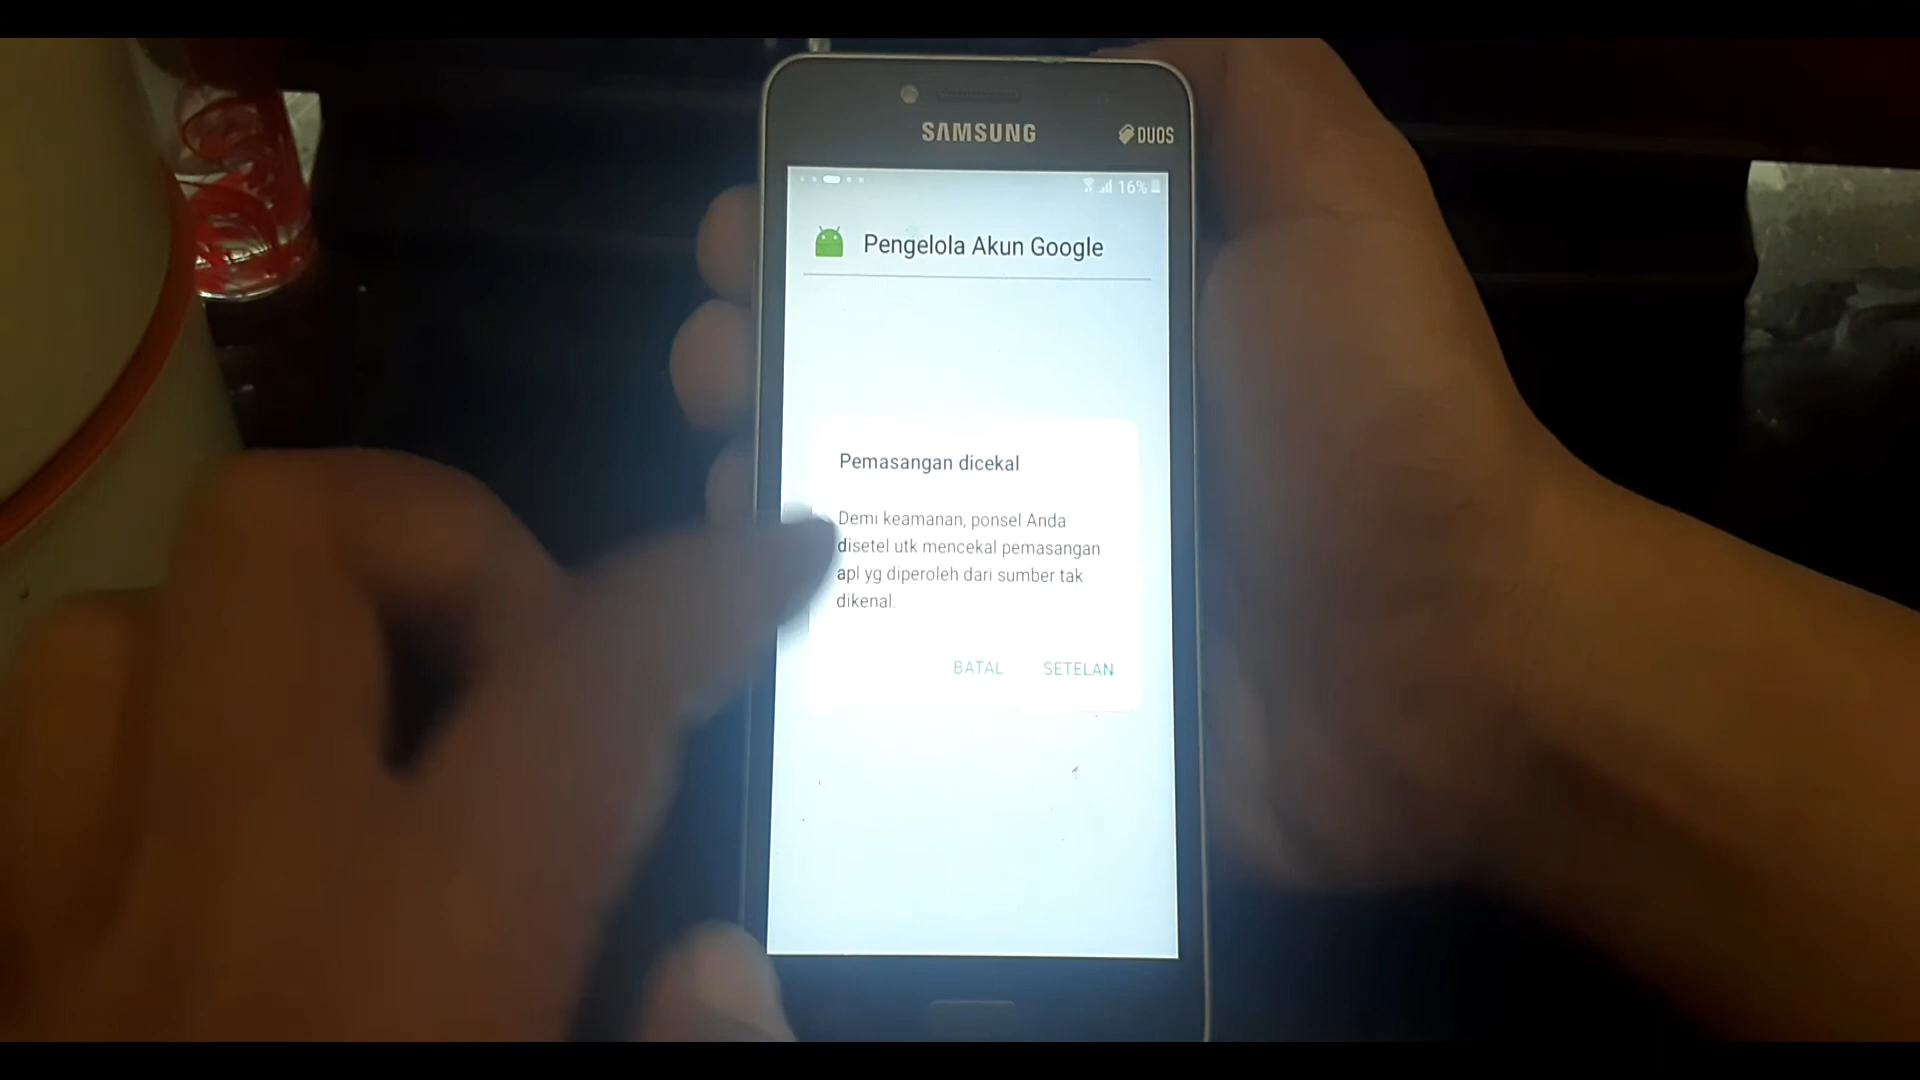 SAMSUNG
DUOS
16%
Pengelola Akun Google
Pemasangan dicekal
Demi keamanan, ponsel Anda
disetel utk mencekal pemasangan
apl yg diperoleh dari sumber tak
dikenal.
BATAL SETELAN